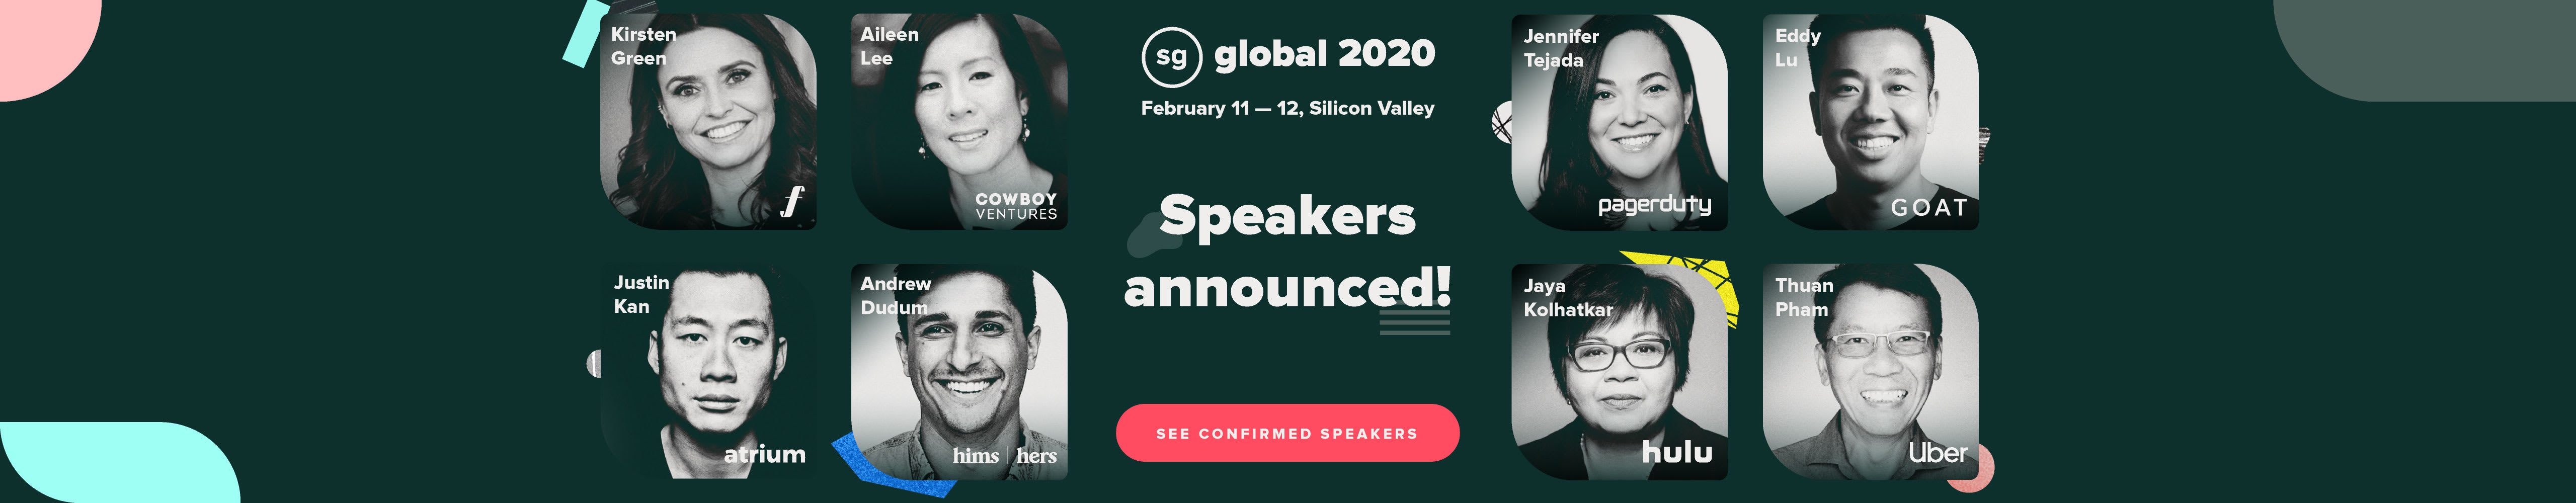 Kirsten
Green
f
Aileen
Lee
COWBOY
VENTURES
Justin
Kan
atrium
Andrew
Dudum
hims | hers
sg global 2020
February 11 — 12, Silicon Valley
Speakers
announced!
SEE CONFIRMED SPEAKERS
Jennifer
Tejada
pagerduty
Eddy
Lu
GOAT
Jaya
Kolhatkar
hulu
Thuan
Pham
Uber